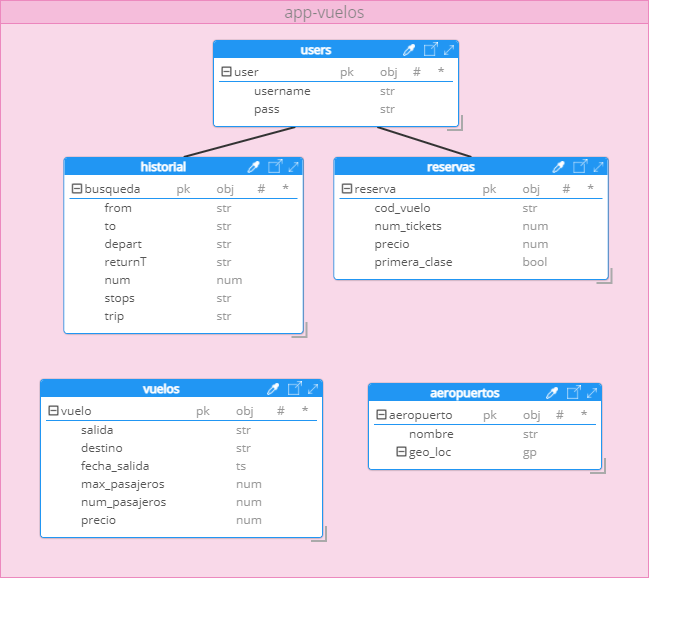 app-vuelos
users
user pk obj # *
username str
pass str
historial
busqueda pk obj # *
from str
to str
depart str
returnT str
num num
stops str
trip str
reservas
reserva pk obj # *
cod_vuelo str
num_tickets num
precio num
primera_clase bool
vuelos
vuelo pk obj # *
salida str
destino str
fecha_salida ts
max_pasajeros num
num_pasajeros num
precio num
aeropuertos
aeropuerto pk obj # *
nombre str
geo_loc gp